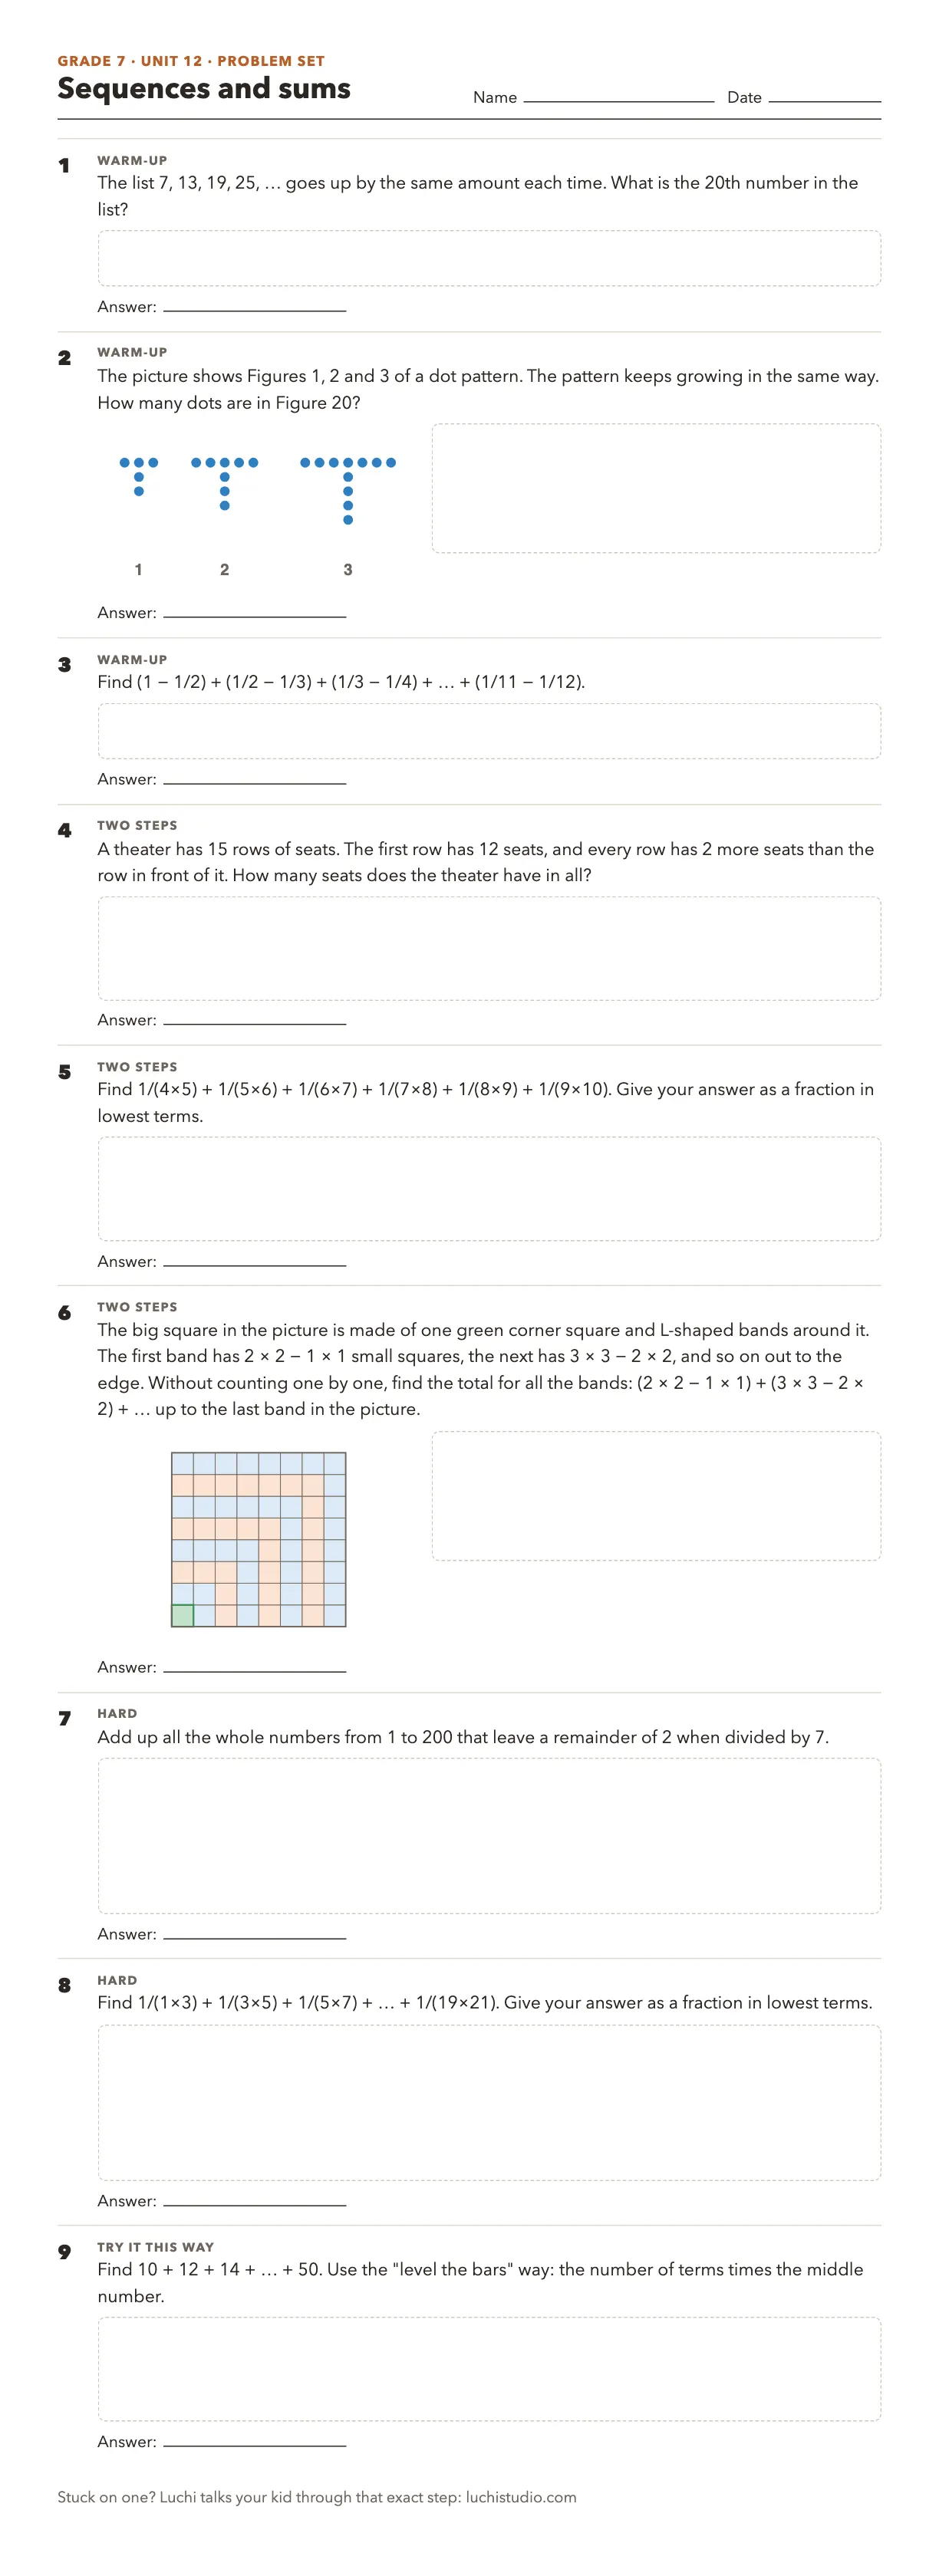 GRADE 7 · UNIT 12 · PROBLEM SET
Sequences and sums
Name
Date
1
WARM-UP
The list 7, 13, 19, 25, … goes up by the same amount each time. What is the 20th number in the
list?
Answer:
2
WARM-UP
The picture shows Figures 1, 2 and 3 of a dot pattern. The pattern keeps growing in the same way.
How many dots are in Figure 20?
1 2 3
Answer:
3
WARM-UP
Find (1 − 1/2) + (1/2 − 1/3) + (1/3 − 1/4) + … + (1/11 − 1/12).
Answer:
4
TWO STEPS
A theater has 15 rows of seats. The first row has 12 seats, and every row has 2 more seats than the
row in front of it. How many seats does the theater have in all?
Answer:
5
TWO STEPS
Find 1/(4×5) + 1/(5×6) + 1/(6×7) + 1/(7×8) + 1/(8×9) + 1/(9×10). Give your answer as a fraction in
lowest terms.
Answer:
6
TWO STEPS
The big square in the picture is made of one green corner square and L-shaped bands around it.
The first band has 2 × 2 − 1 × 1 small squares, the next has 3 × 3 − 2 × 2, and so on out to the
edge. Without counting one by one, find the total for all the bands: (2 × 2 − 1 × 1) + (3 × 3 − 2 ×
2) + … up to the last band in the picture.
Answer:
7
HARD
Add up all the whole numbers from 1 to 200 that leave a remainder of 2 when divided by 7.
Answer:
8
HARD
Find 1/(1×3) + 1/(3×5) + 1/(5×7) + … + 1/(19×21). Give your answer as a fraction in lowest terms.
Answer:
9
TRY IT THIS WAY
Find 10 + 12 + 14 + … + 50. Use the "level the bars" way: the number of terms times the middle
number.
Answer:
Stuck on one? Luchi talks your kid through that exact step: luchistudio.com